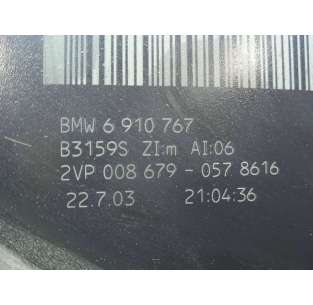 BMW 6 910 767
B3159S ZI:m AI:06
2VP 008 679 - 057 8616
22.7.03 21:04:36